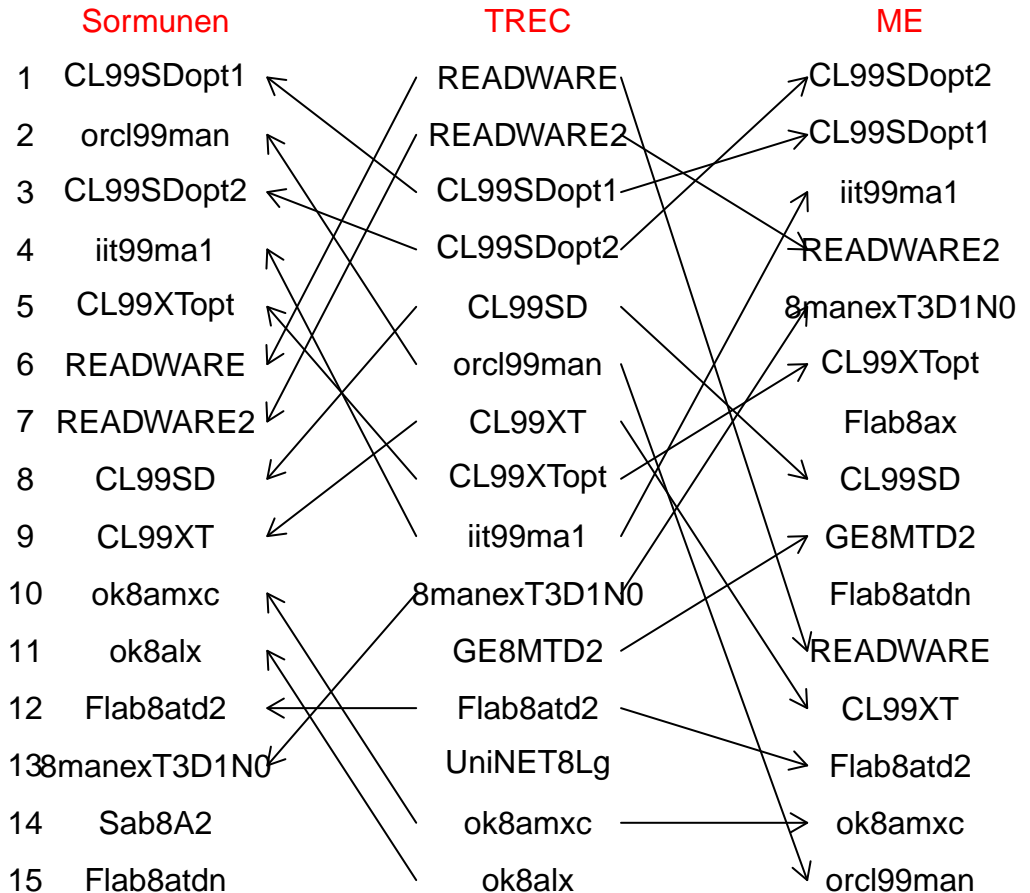 Sormunen TREC ME
1 CL99SDopt1 READWARE CL99SDopt2
2 orcl99man READWARE2 CL99SDopt1
3 CL99SDopt2 CL99SDopt1 iit99ma1
4 iit99ma1 CL99SDopt2 READWARE2
5 CL99XTopt CL99SD 8manexT3D1N0
6 READWARE orcl99man CL99XTopt
7 READWARE2 CL99XT Flab8ax
8 CL99SD CL99XTopt CL99SD
9 CL99XT iit99ma1 GE8MTD2
10 ok8amxc 8manexT3D1N0 Flab8atdn
11 ok8alx GE8MTD2 READWARE
12 Flab8atd2 Flab8atd2 CL99XT
13 8manexT3D1N0 UniNET8Lg Flab8atd2
14 Sab8A2 ok8amxc ok8amxc
15 Flab8atdn ok8alx orcl99man